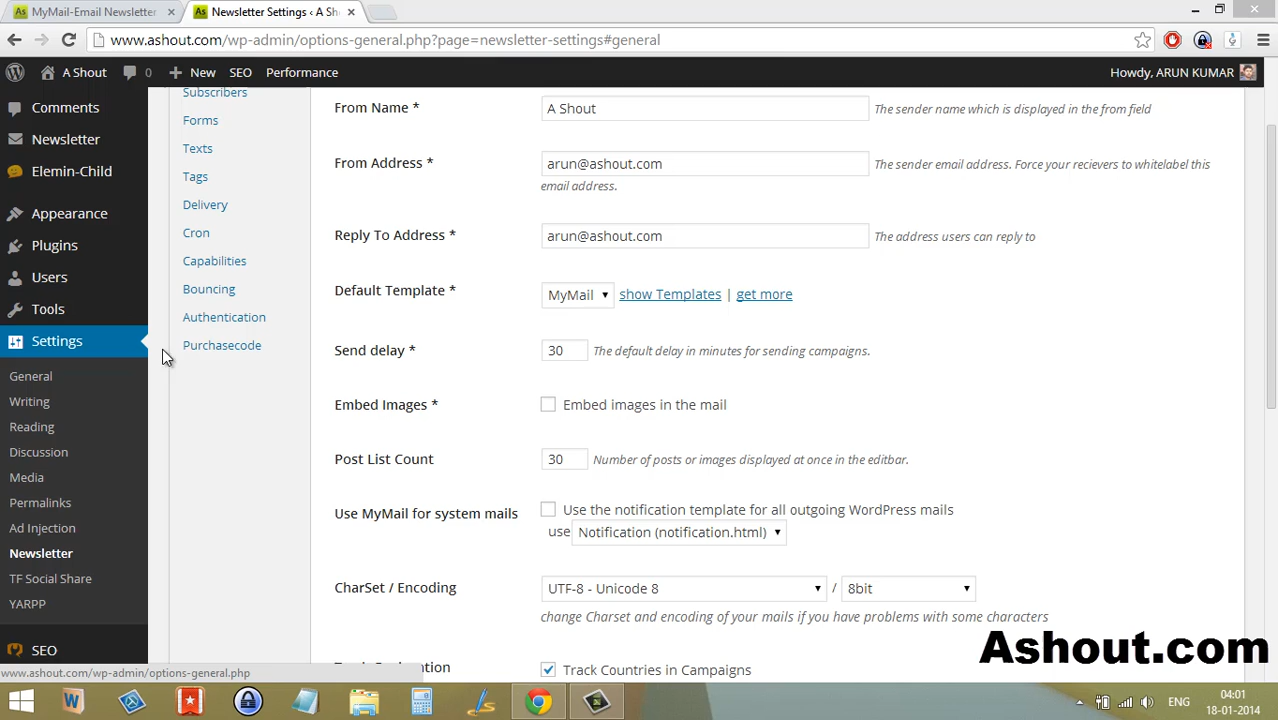 MyMail-Email Newsletter
Newsletter Settings ‹ A Sh
www.ashout.com/wp-admin/options-general.php?page=newsletter-settings#general
A Shout
0
New
SEO
Performance
Howdy, ARUN KUMAR
Comments
Newsletter
Elemin-Child
Appearance
Plugins
Users
Tools
Settings
General
Writing
Reading
Discussion
Media
Permalinks
Ad Injection
Newsletter
TF Social Share
YARPP
SEO
Subscribers
Forms
Texts
Tags
Delivery
Cron
Capabilities
Bouncing
Authentication
Purchasecode
From Name * A Shout The sender name which is displayed in the from field
From Address * arun@ashout.com The sender email address. Force your recievers to whitelabel this
email address.
Reply To Address * arun@ashout.com The address users can reply to
Default Template * MyMail show Templates | get more
Send delay * 30 The default delay in minutes for sending campaigns.
Embed Images * Embed images in the mail
Post List Count 30 Number of posts or images displayed at once in the editbar.
Use MyMail for system mails Use the notification template for all outgoing WordPress mails
use Notification (notification.html)
CharSet / Encoding UTF-8 - Unicode 8 / 8bit
change Charset and encoding of your mails if you have problems with some characters
Track Countries in Campaigns
Ashout.com
www.ashout.com/wp-admin/options-general.php
ENG
04:01
18-01-2014